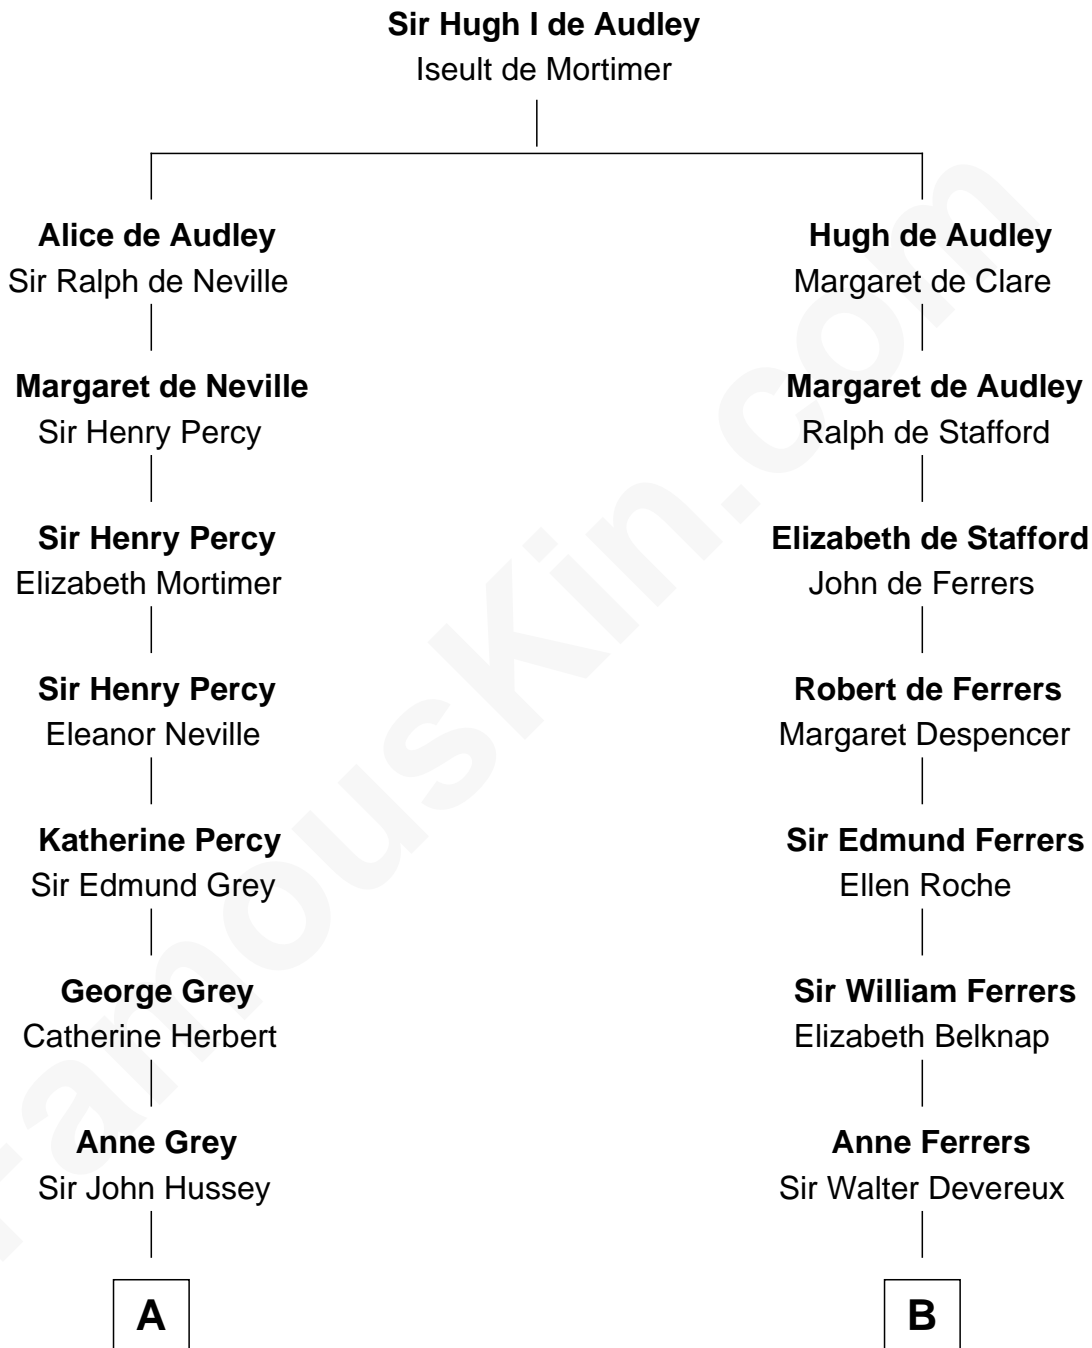 Sir Hugh I de Audley
Iseult de Mortimer
Alice de Audley
Sir Ralph de Neville
Hugh de Audley
Margaret de Clare
Margaret de Neville
Sir Henry Percy
Margaret de Audley
Ralph de Stafford
Sir Henry Percy
Elizabeth Mortimer
Elizabeth de Stafford
John de Ferrers
Sir Henry Percy
Eleanor Neville
Robert de Ferrers
Margaret Despencer
Katherine Percy
Sir Edmund Grey
Sir Edmund Ferrers
Ellen Roche
George Grey
Catherine Herbert
Sir William Ferrers
Elizabeth Belknap
Anne Grey
Sir John Hussey
Anne Ferrers
Sir Walter Devereux
A
B
FamousKin.com